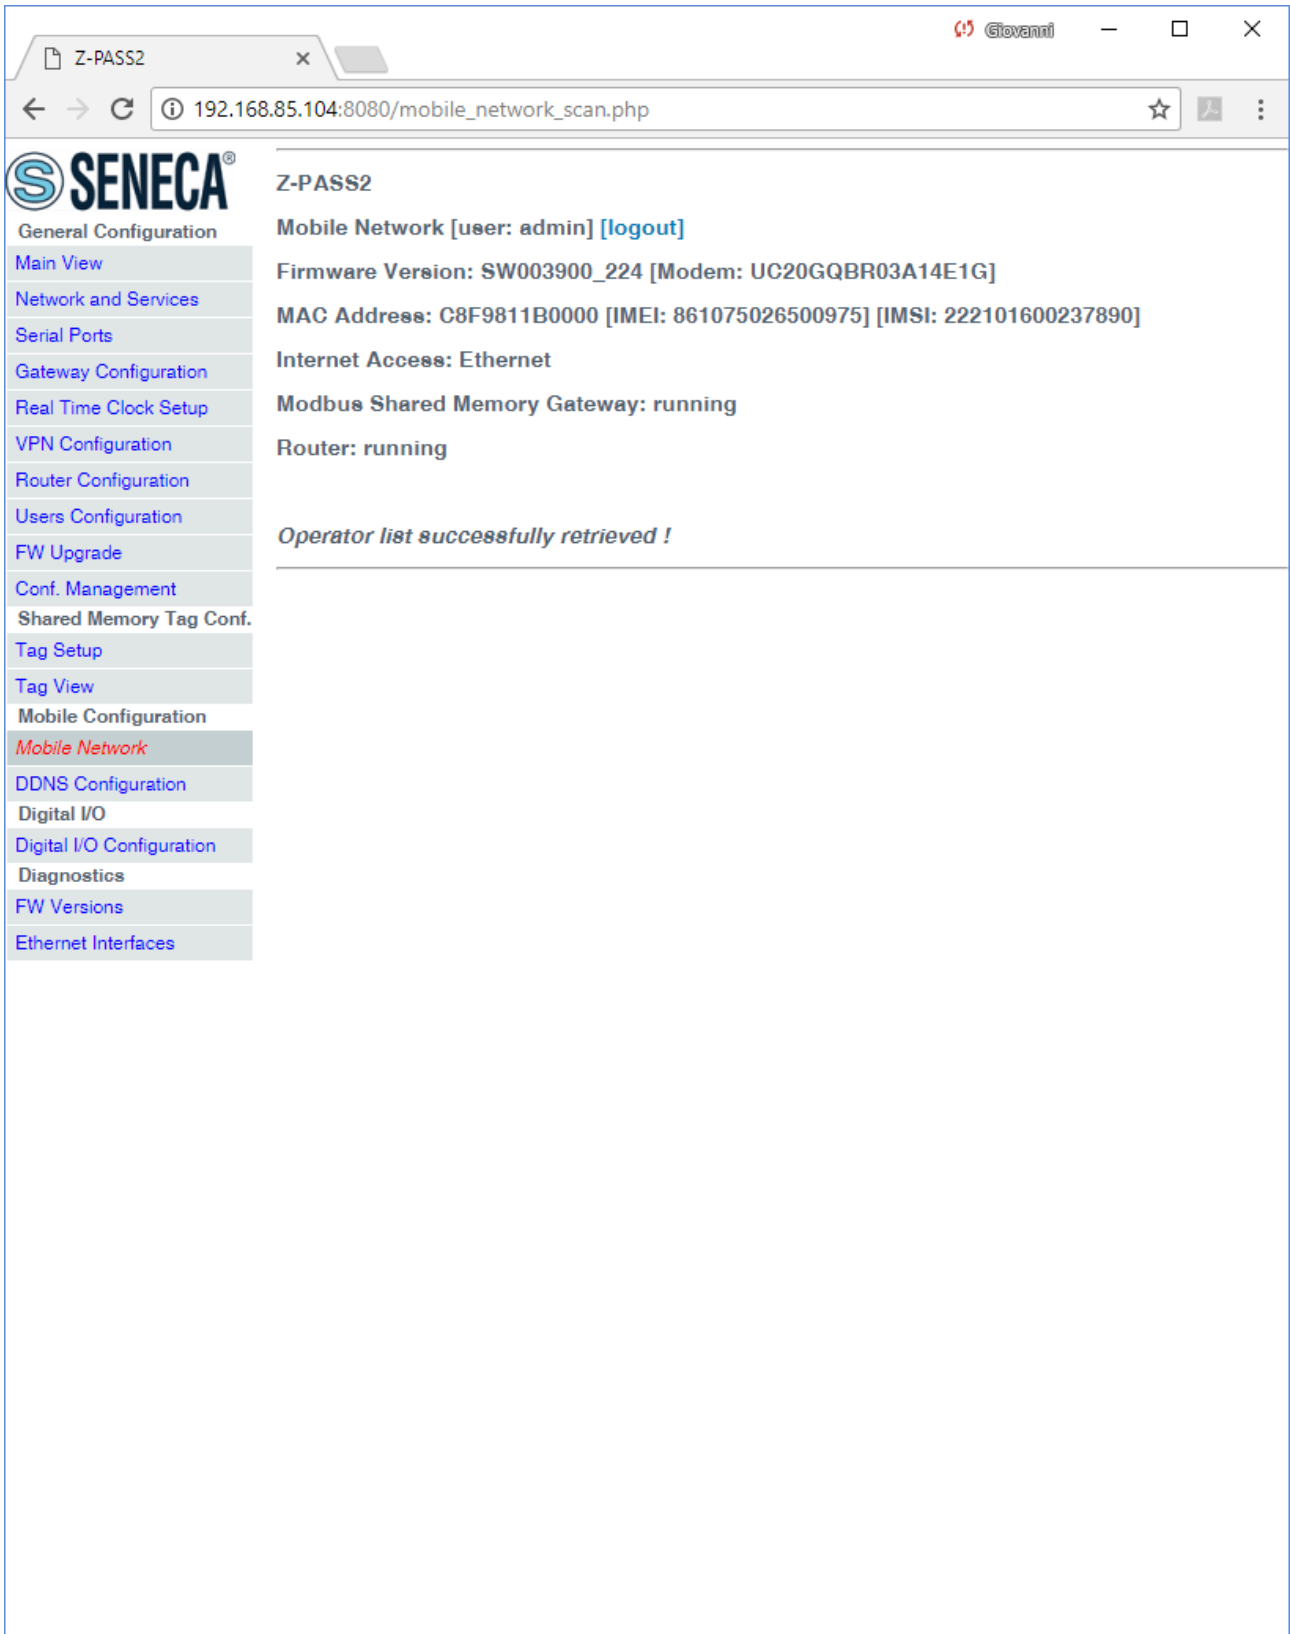 Giovanni
Z-PASS2
192.168.85.104:8080/mobile_network_scan.php
SENECA®
General Configuration
Main View
Network and Services
Serial Ports
Gateway Configuration
Real Time Clock Setup
VPN Configuration
Router Configuration
Users Configuration
FW Upgrade
Conf. Management
Shared Memory Tag Conf.
Tag Setup
Tag View
Mobile Configuration
Mobile Network
DDNS Configuration
Digital I/O
Digital I/O Configuration
Diagnostics
FW Versions
Ethernet Interfaces
Z-PASS2
Mobile Network [user: admin] [logout]
Firmware Version: SW003900_224 [Modem: UC20GQBR03A14E1G]
MAC Address: C8F9811B0000 [IMEI: 861075026500975] [IMSI: 222101600237890]
Internet Access: Ethernet
Modbus Shared Memory Gateway: running
Router: running
Operator list successfully retrieved !